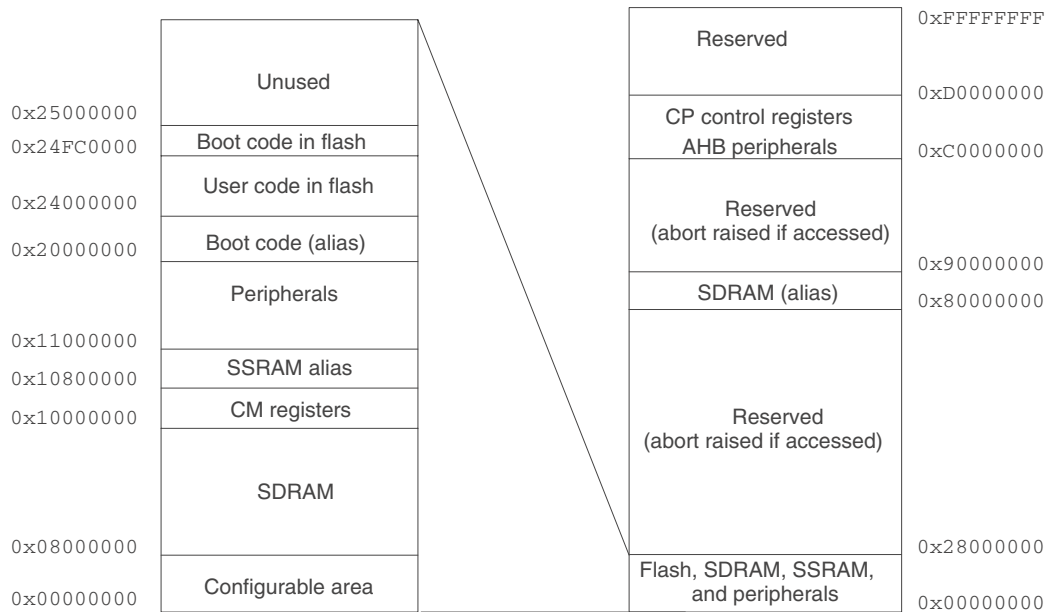 Unused
0x25000000
Boot code in flash
0x24FC0000
User code in flash
0x24000000
Boot code (alias)
0x20000000
Peripherals
0x11000000
SSRAM alias
0x10800000
CM registers
0x10000000
SDRAM
0x08000000
Configurable area
0x00000000
0xFFFFFFFF
Reserved
0xD0000000
CP control registers
AHB peripherals
0xC0000000
Reserved
(abort raised if accessed)
0x90000000
SDRAM (alias)
0x80000000
Reserved
(abort raised if accessed)
0x28000000
Flash, SDRAM, SSRAM,
and peripherals
0x00000000